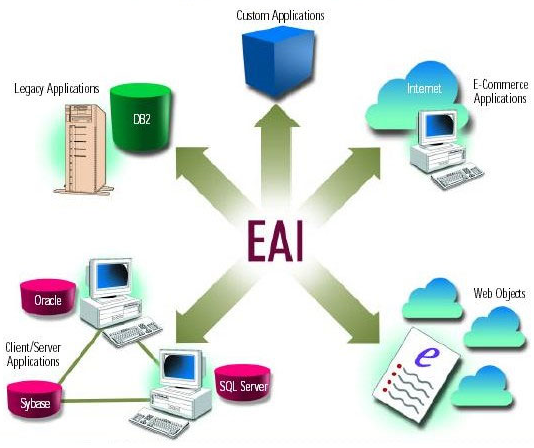 Custom Applications
Legacy Applications
DB2
Internet
E-Commerce
Applications
EAI
Oracle
Client/Server
Applications
Sybase
SQL Server
Web Objects
e